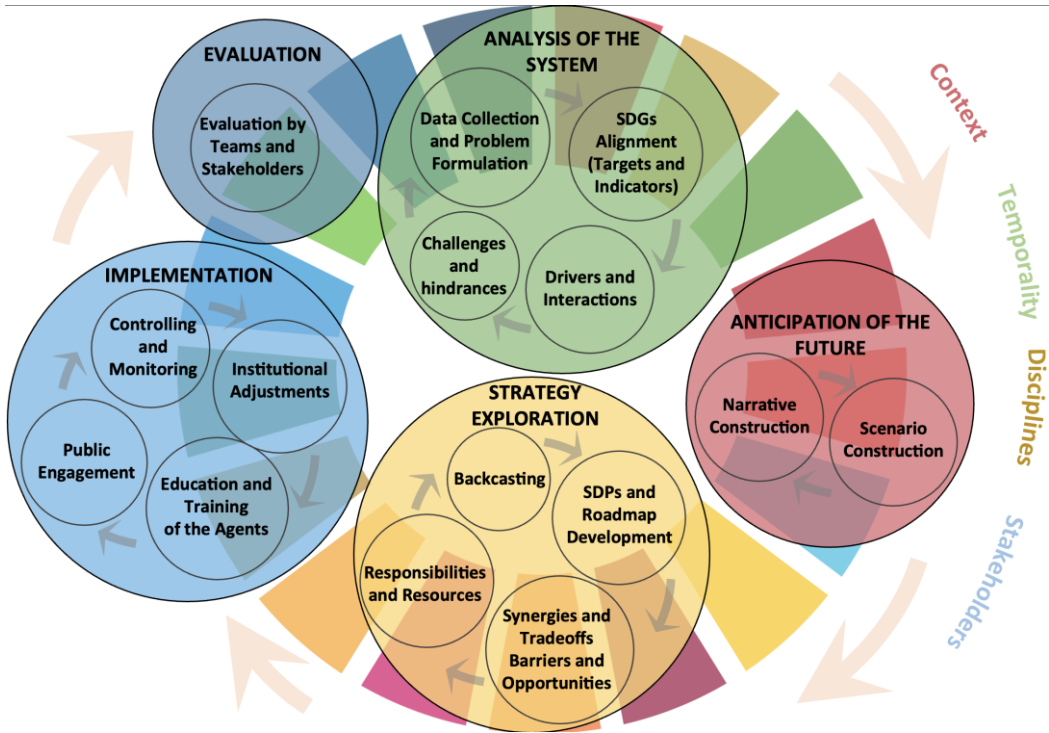 EVALUATION
Evaluation by
Teams and
Stakeholders
ANALYSIS OF THE
SYSTEM
Data Collection
and Problem
Formulation
SDGs
Alignment
(Targets and
Indicators)
Drivers and
Interactions
Challenges
and
hindrances
Context
Temporality
Disciplines
Stakeholders
ANTICIPATION OF THE
FUTURE
Narrative
Construction
Scenario
Construction
STRATEGY
EXPLORATION
Backcasting
SDPs and
Roadmap
Development
Synergies and
Tradeoffs
Barriers and
Opportunities
Responsibilities
and Resources
IMPLEMENTATION
Controlling
and
Monitoring
Institutional
Adjustments
Education and
Training
of the Agents
Public
Engagement